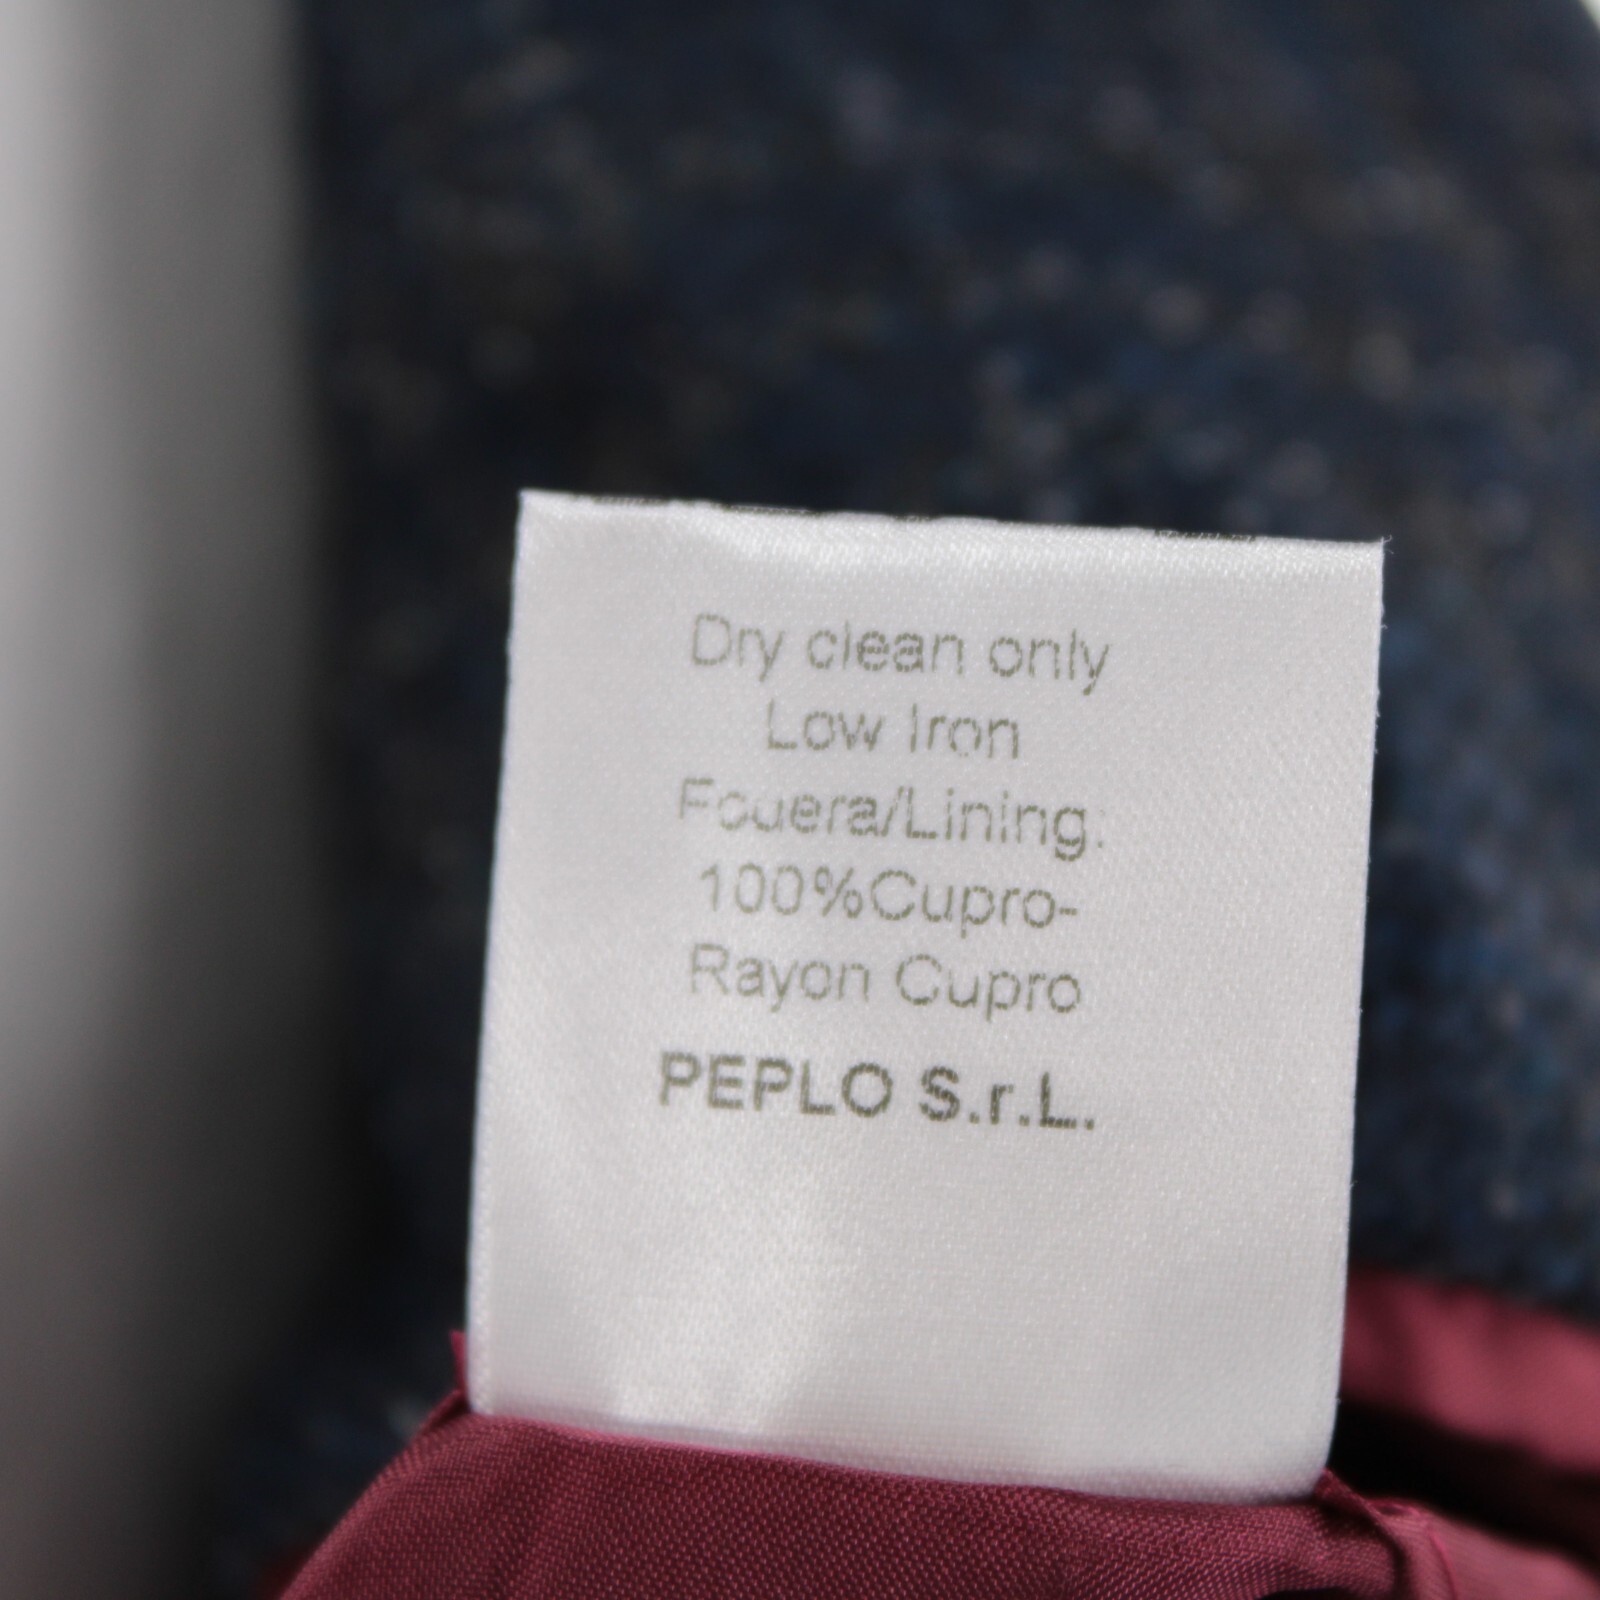 Dry clean only
Low Iron
Fouera/Lining:
100%Cupro-
Rayon Cupro
PEPLO S.r.L.